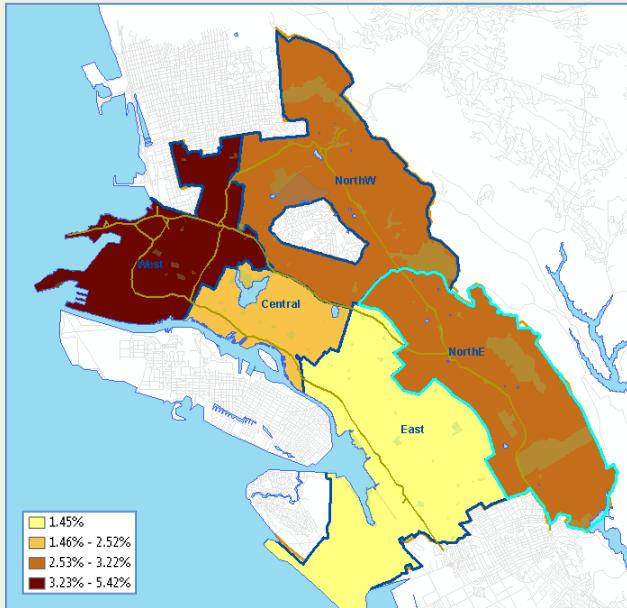 NorthW
West
Central
NorthE
East
1.45%
1.46% - 2.52%
2.53% - 3.22%
3.23% - 5.42%